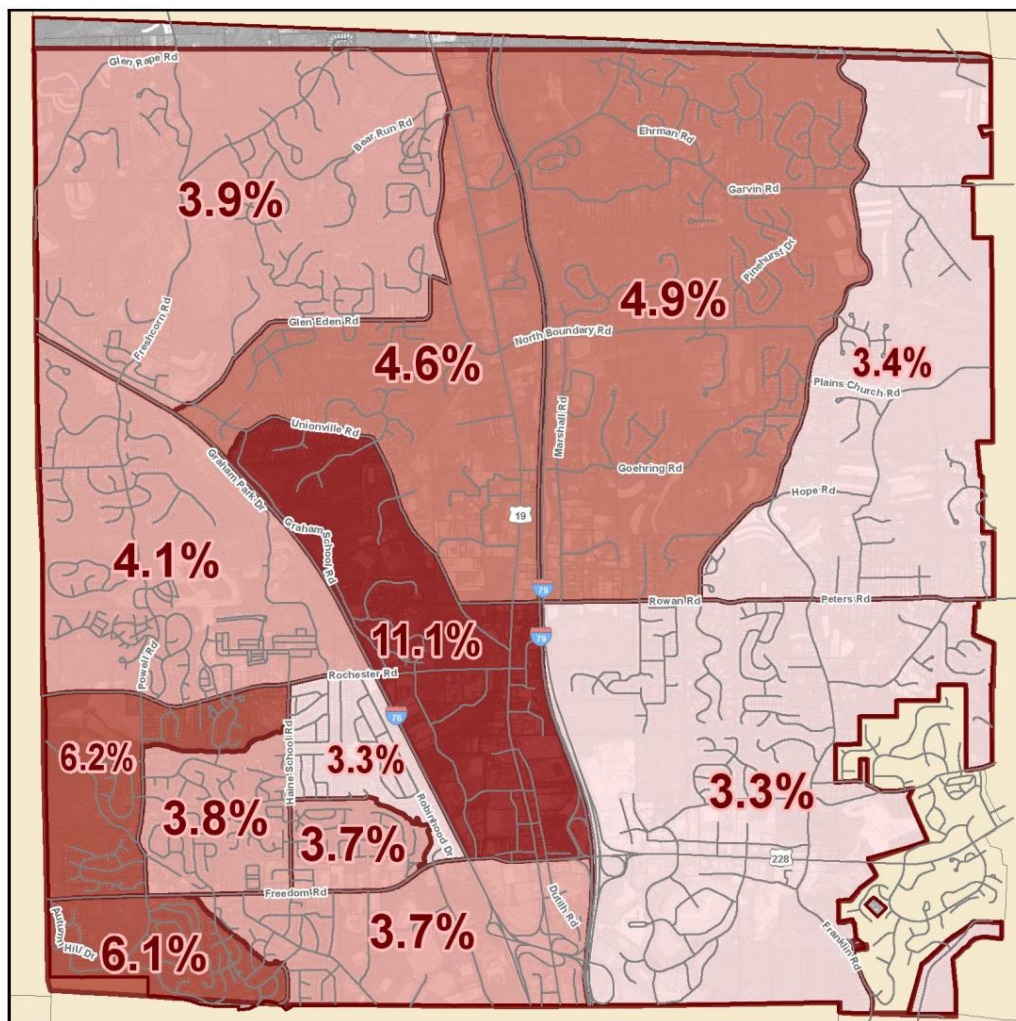 Glen Rape Rd
Bear Run Rd
Ehrman Rd
Garvin Rd
3.9%
Pinehurst Dr
4.9%
Freshcorn Rd
Glen Eden Rd
North Boundary Rd
4.6%
3.4%
Plains Church Rd
Unionville Rd
Marshall Rd
Graham Park Dr
Goehring Rd
Hope Rd
19
Graham School Rd
4.1%
79
Rowan Rd
Peters Rd
79
11.1%
Powell Rd
Rochester Rd
76
6.2%
Haine School Rd
3.3%
3.3%
3.8%
Robinhood Dr
3.7%
228
Freedom Rd
Dutilh Rd
Autumn Hill Dr
3.7%
Franklin Rd
6.1%